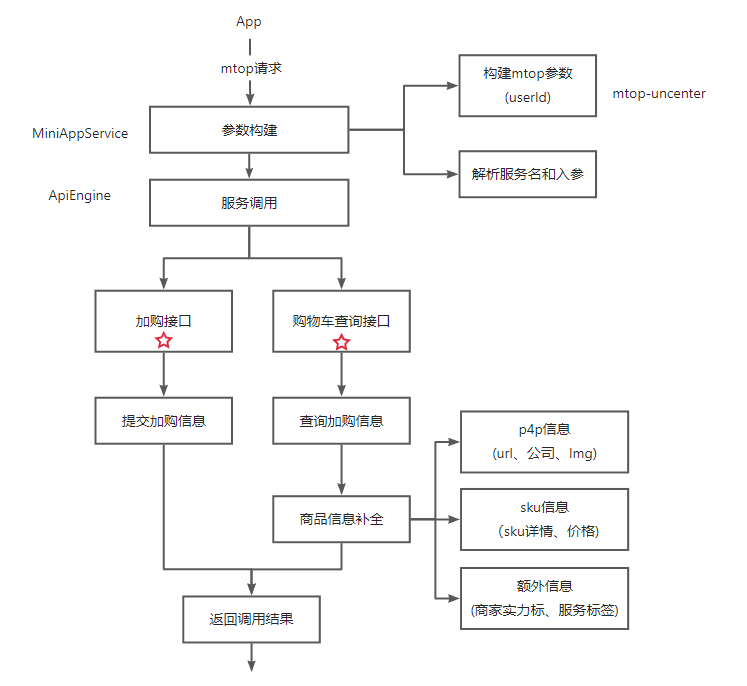 App
mtop请求
构建mtop参数
(userId)
mtop-uncenter
MiniAppService
参数构建
解析服务名和入参
ApiEngine
服务调用
加购接口
购物车查询接口
提交加购信息
查询加购信息
p4p信息
(url、公司、Img)
商品信息补全
sku信息
(sku详情、价格)
额外信息
(商家实力标、服务标签)
返回调用结果